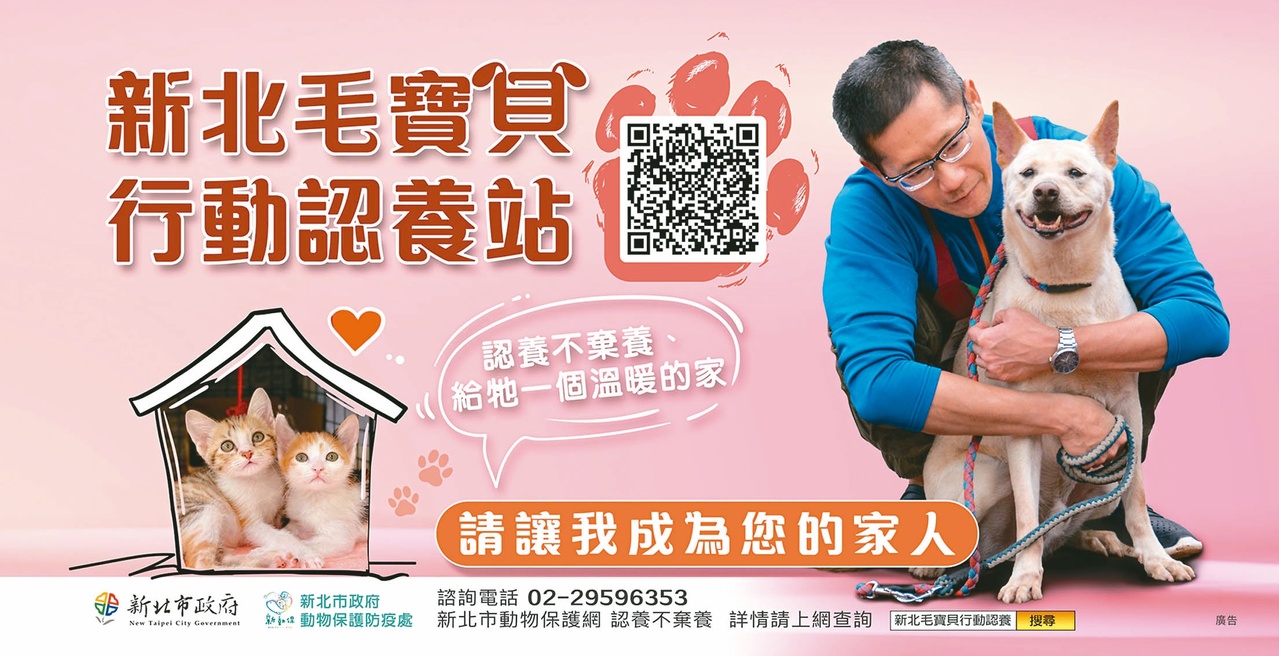 新北毛寶貝
行動認養站
認養不棄養、
給牠一個溫暖的家
請讓我成為您的家人
新北市政府
New Taipei City Government
新北市政府
動物保護防疫處
諮詢電話 02-29596353
新北市動物保護網 認養不棄養 詳情請上網查詢
新北毛寶貝行動認養 搜尋
廣告